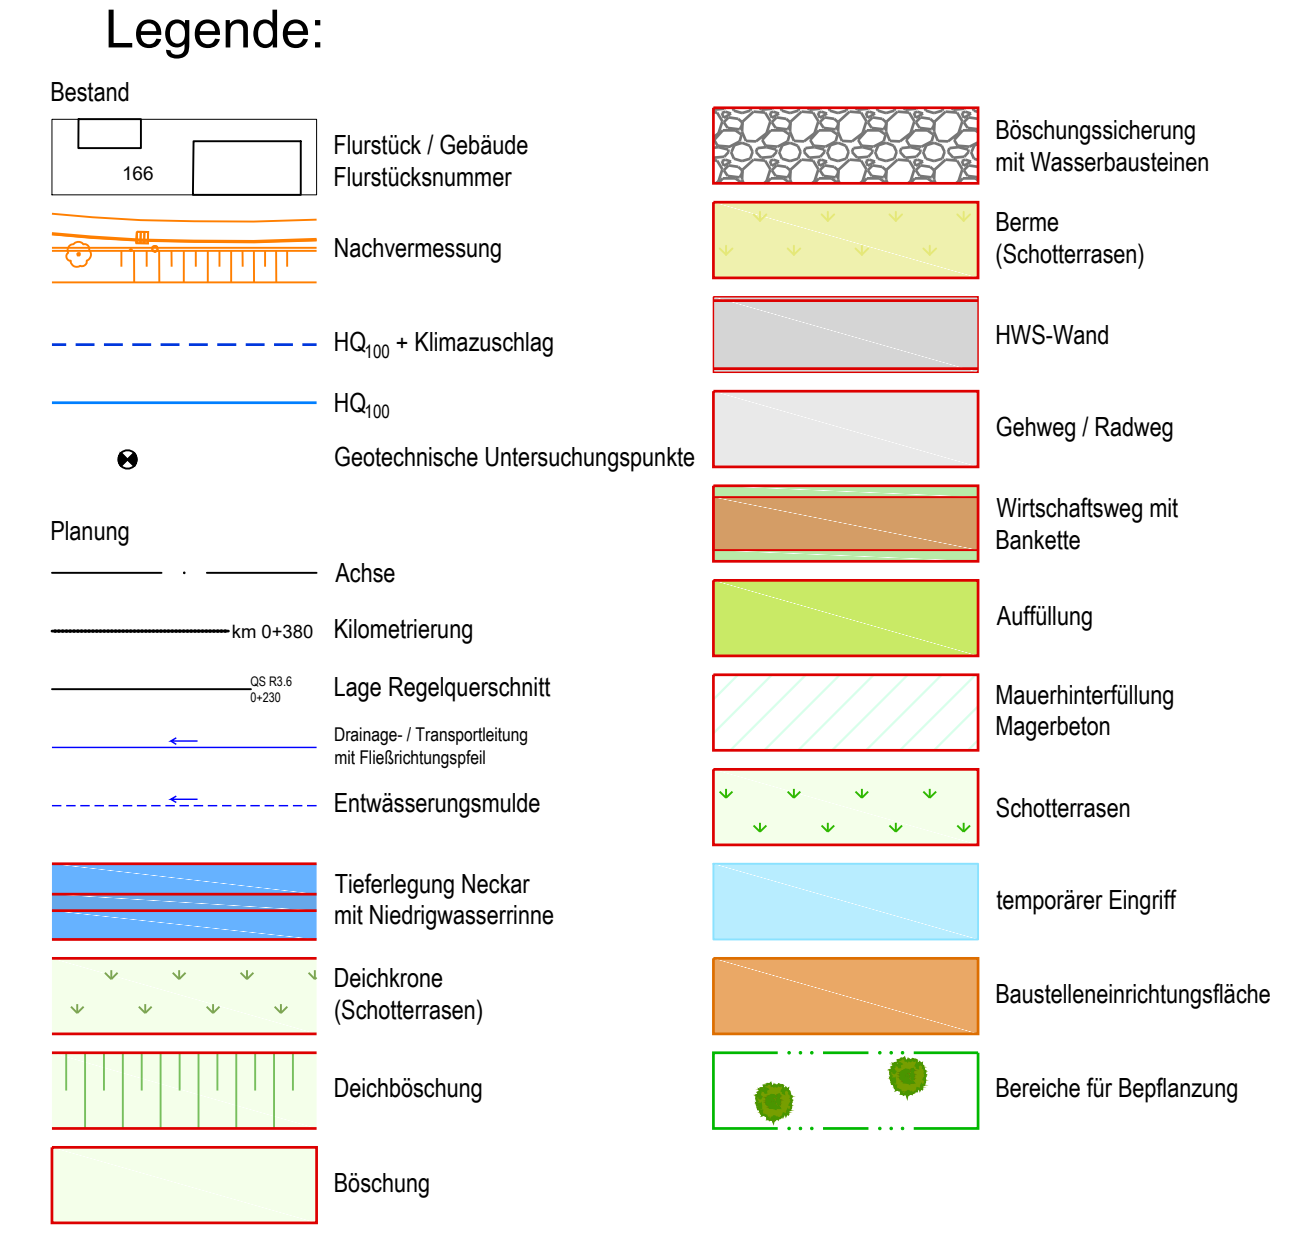 Legende:
Bestand
166
Flurstück / Gebäude
Flurstücksnummer
Nachvermessung
HQ100 + Klimazuschlag
HQ100
Geotechnische Untersuchungspunkte
Planung
Achse
km 0+380
Kilometrierung
QS R3.6
0+230
Lage Regelquerschnitt
Drainage- / Transportleitung
mit Fließrichtungspfeil
Entwässerungsmulde
Tieferlegung Neckar
mit Niedrigwasserrinne
Deichkrone
(Schotterrasen)
Deichböschung
Böschung
Böschungssicherung
mit Wasserbausteinen
Berme
(Schotterrasen)
HWS-Wand
Gehweg / Radweg
Wirtschaftsweg mit
Bankette
Auffüllung
Mauerhinterfüllung
Magerbeton
Schotterrasen
temporärer Eingriff
Baustelleneinrichtungsfläche
Bereiche für Bepflanzung